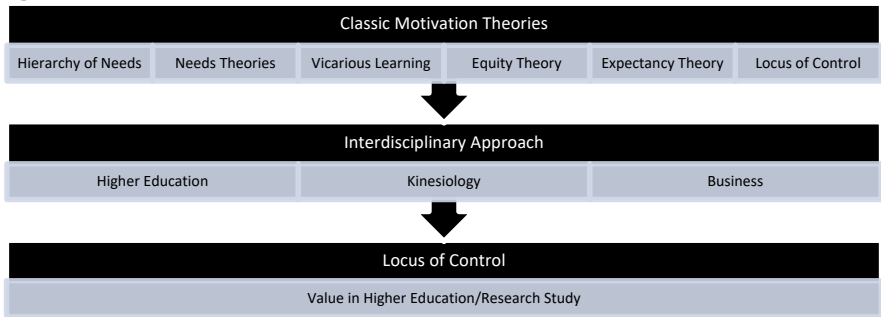 Classic Motivation Theories
Hierarchy of Needs Needs Theories Vicarious Learning Equity Theory Expectancy Theory Locus of Control
Interdisciplinary Approach
Higher Education Kinesiology Business
Locus of Control
Value in Higher Education/Research Study